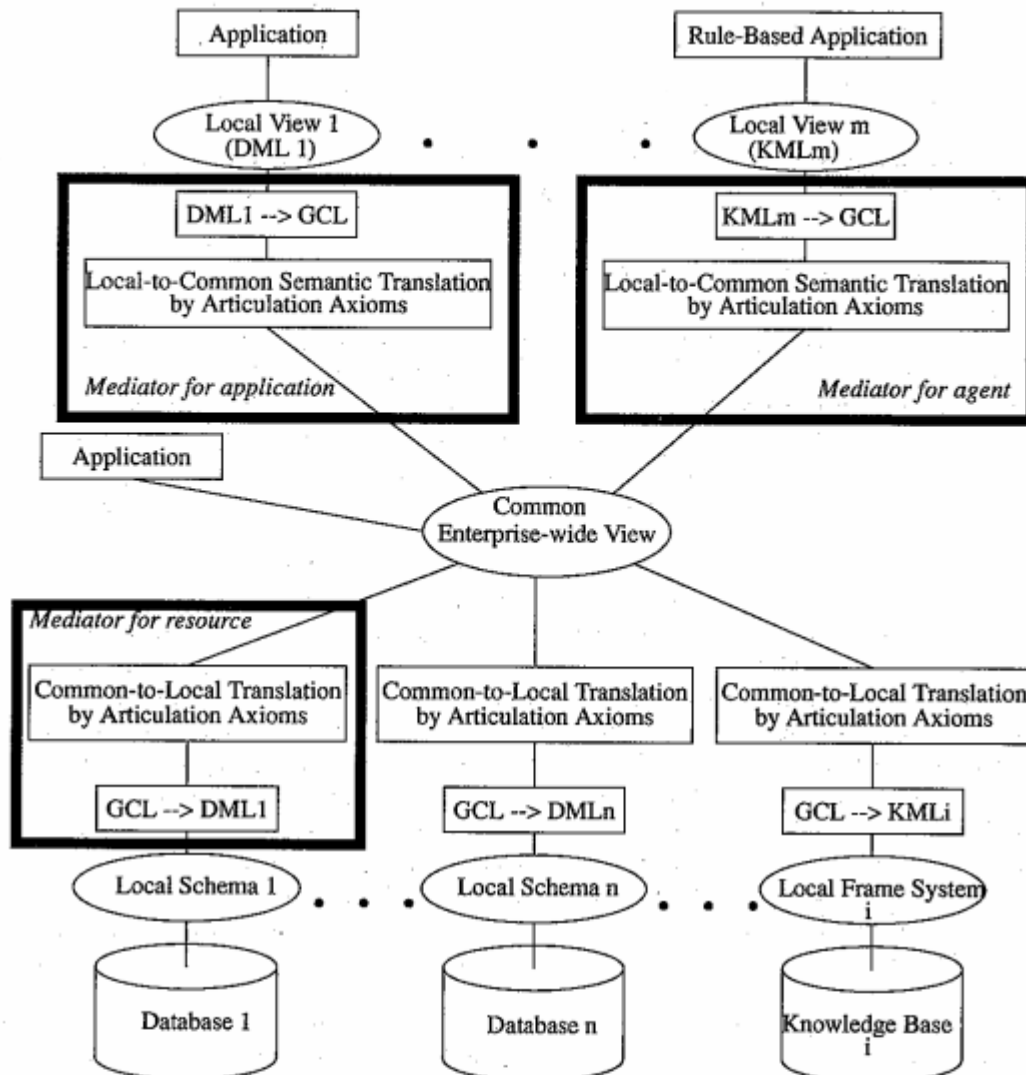 Application
Rule-Based Application
Local View 1
(DML 1)
Local View m
(KMLm)
DML1 --> GCL
KMLm --> GCL
Local-to-Common Semantic Translation
by Articulation Axioms
Local-to-Common Semantic Translation
by Articulation Axioms
Mediator for application
Mediator for agent
Application
Common
Enterprise-wide View
Mediator for resource
Common-to-Local Translation
by Articulation Axioms
Common-to-Local Translation
by Articulation Axioms
Common-to-Local Translation
by Articulation Axioms
GCL --> DML1
GCL --> DMLn
GCL --> KMLi
Local Schema 1
Local Schema n
Local Frame System
i
Database 1
Database n
Knowledge Base
i